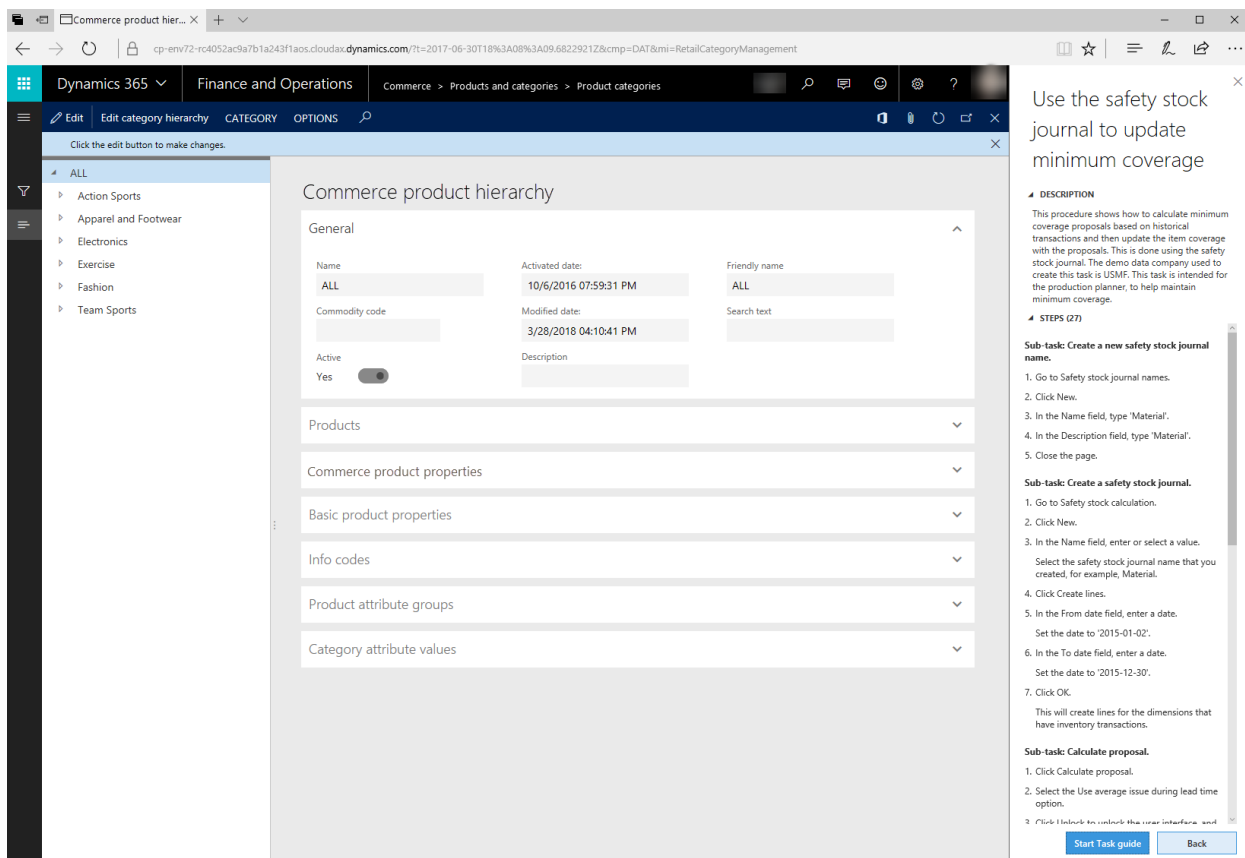 Commerce product hier...
cp-env72-rc4052ac9a7b1a243f1aos.cloudax.dynamics.com/?t=2017-06-30T18%3A08%3A09.6822921Z&cmp=DAT&mi=RetailCategoryManagement
Dynamics 365
Finance and Operations
Commerce > Products and categories > Product categories
?
Edit
Edit category hierarchy
CATEGORY
OPTIONS
Click the edit button to make changes.
ALL
Action Sports
Apparel and Footwear
Electronics
Exercise
Fashion
Team Sports
Commerce product hierarchy
General
Name
ALL
Activated date:
10/6/2016 07:59:31 PM
Friendly name
ALL
Commodity code
Modified date:
3/28/2018 04:10:41 PM
Search text
Active
Yes
Description
Products
Commerce product properties
Basic product properties
Info codes
Product attribute groups
Category attribute values
Use the safety stock
journal to update
minimum coverage
DESCRIPTION
This procedure shows how to calculate minimum
coverage proposals based on historical
transactions and then update the item coverage
with the proposals. This is done using the safety
stock journal. The demo data company used to
create this task is USMF. This task is intended for
the production planner, to help maintain
minimum coverage.
STEPS (27)
Sub-task: Create a new safety stock journal
name.
1. Go to Safety stock journal names.
2. Click New.
3. In the Name field, type 'Material'.
4. In the Description field, type 'Material'.
5. Close the page.
Sub-task: Create a safety stock journal.
1. Go to Safety stock calculation.
2. Click New.
3. In the Name field, enter or select a value.
Select the safety stock journal name that you
created, for example, Material.
4. Click Create lines.
5. In the From date field, enter a date.
Set the date to '2015-01-02'.
6. In the To date field, enter a date.
Set the date to '2015-12-30'.
7. Click OK.
This will create lines for the dimensions that
have inventory transactions.
Sub-task: Calculate proposal.
1. Click Calculate proposal.
2. Select the Use average issue during lead time
option.
3. Click Unlock to unlock the user interface, and
Start Task guide
Back